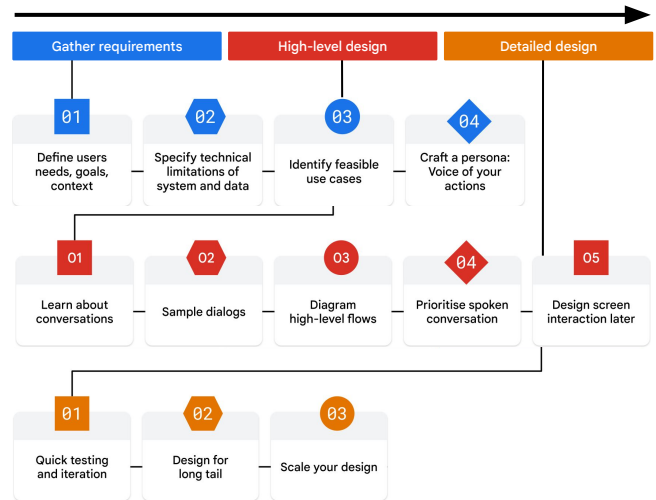 Gather requirements
High-level design
Detailed design
01
02
03
04
Define users
needs, goals,
context
Specify technical
limitations of
system and data
Identify feasible
use cases
Craft a persona:
Voice of your
actions
01
02
03
04
05
Learn about
conversations
Sample dialogs
Diagram
high-level flows
Prioritise spoken
conversation
Design screen
interaction later
01
02
03
Quick testing
and iteration
Design for
long tail
Scale your design